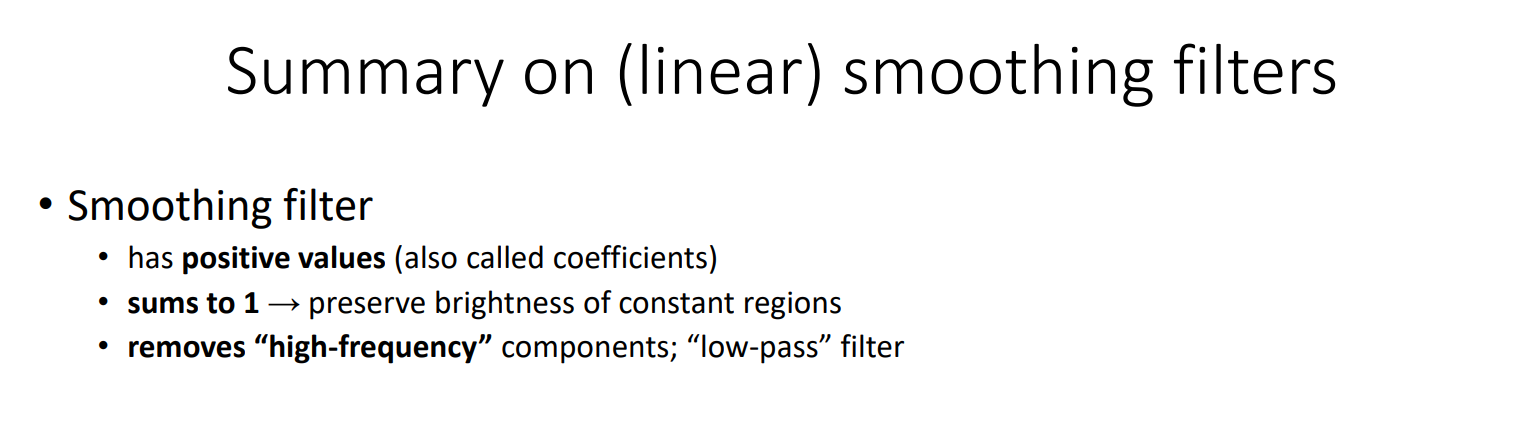 Summary on (linear) smoothing filters
• Smoothing filter
• has positive values (also called coefficients)
• sums to 1 → preserve brightness of constant regions
• removes “high-frequency” components; “low-pass” filter